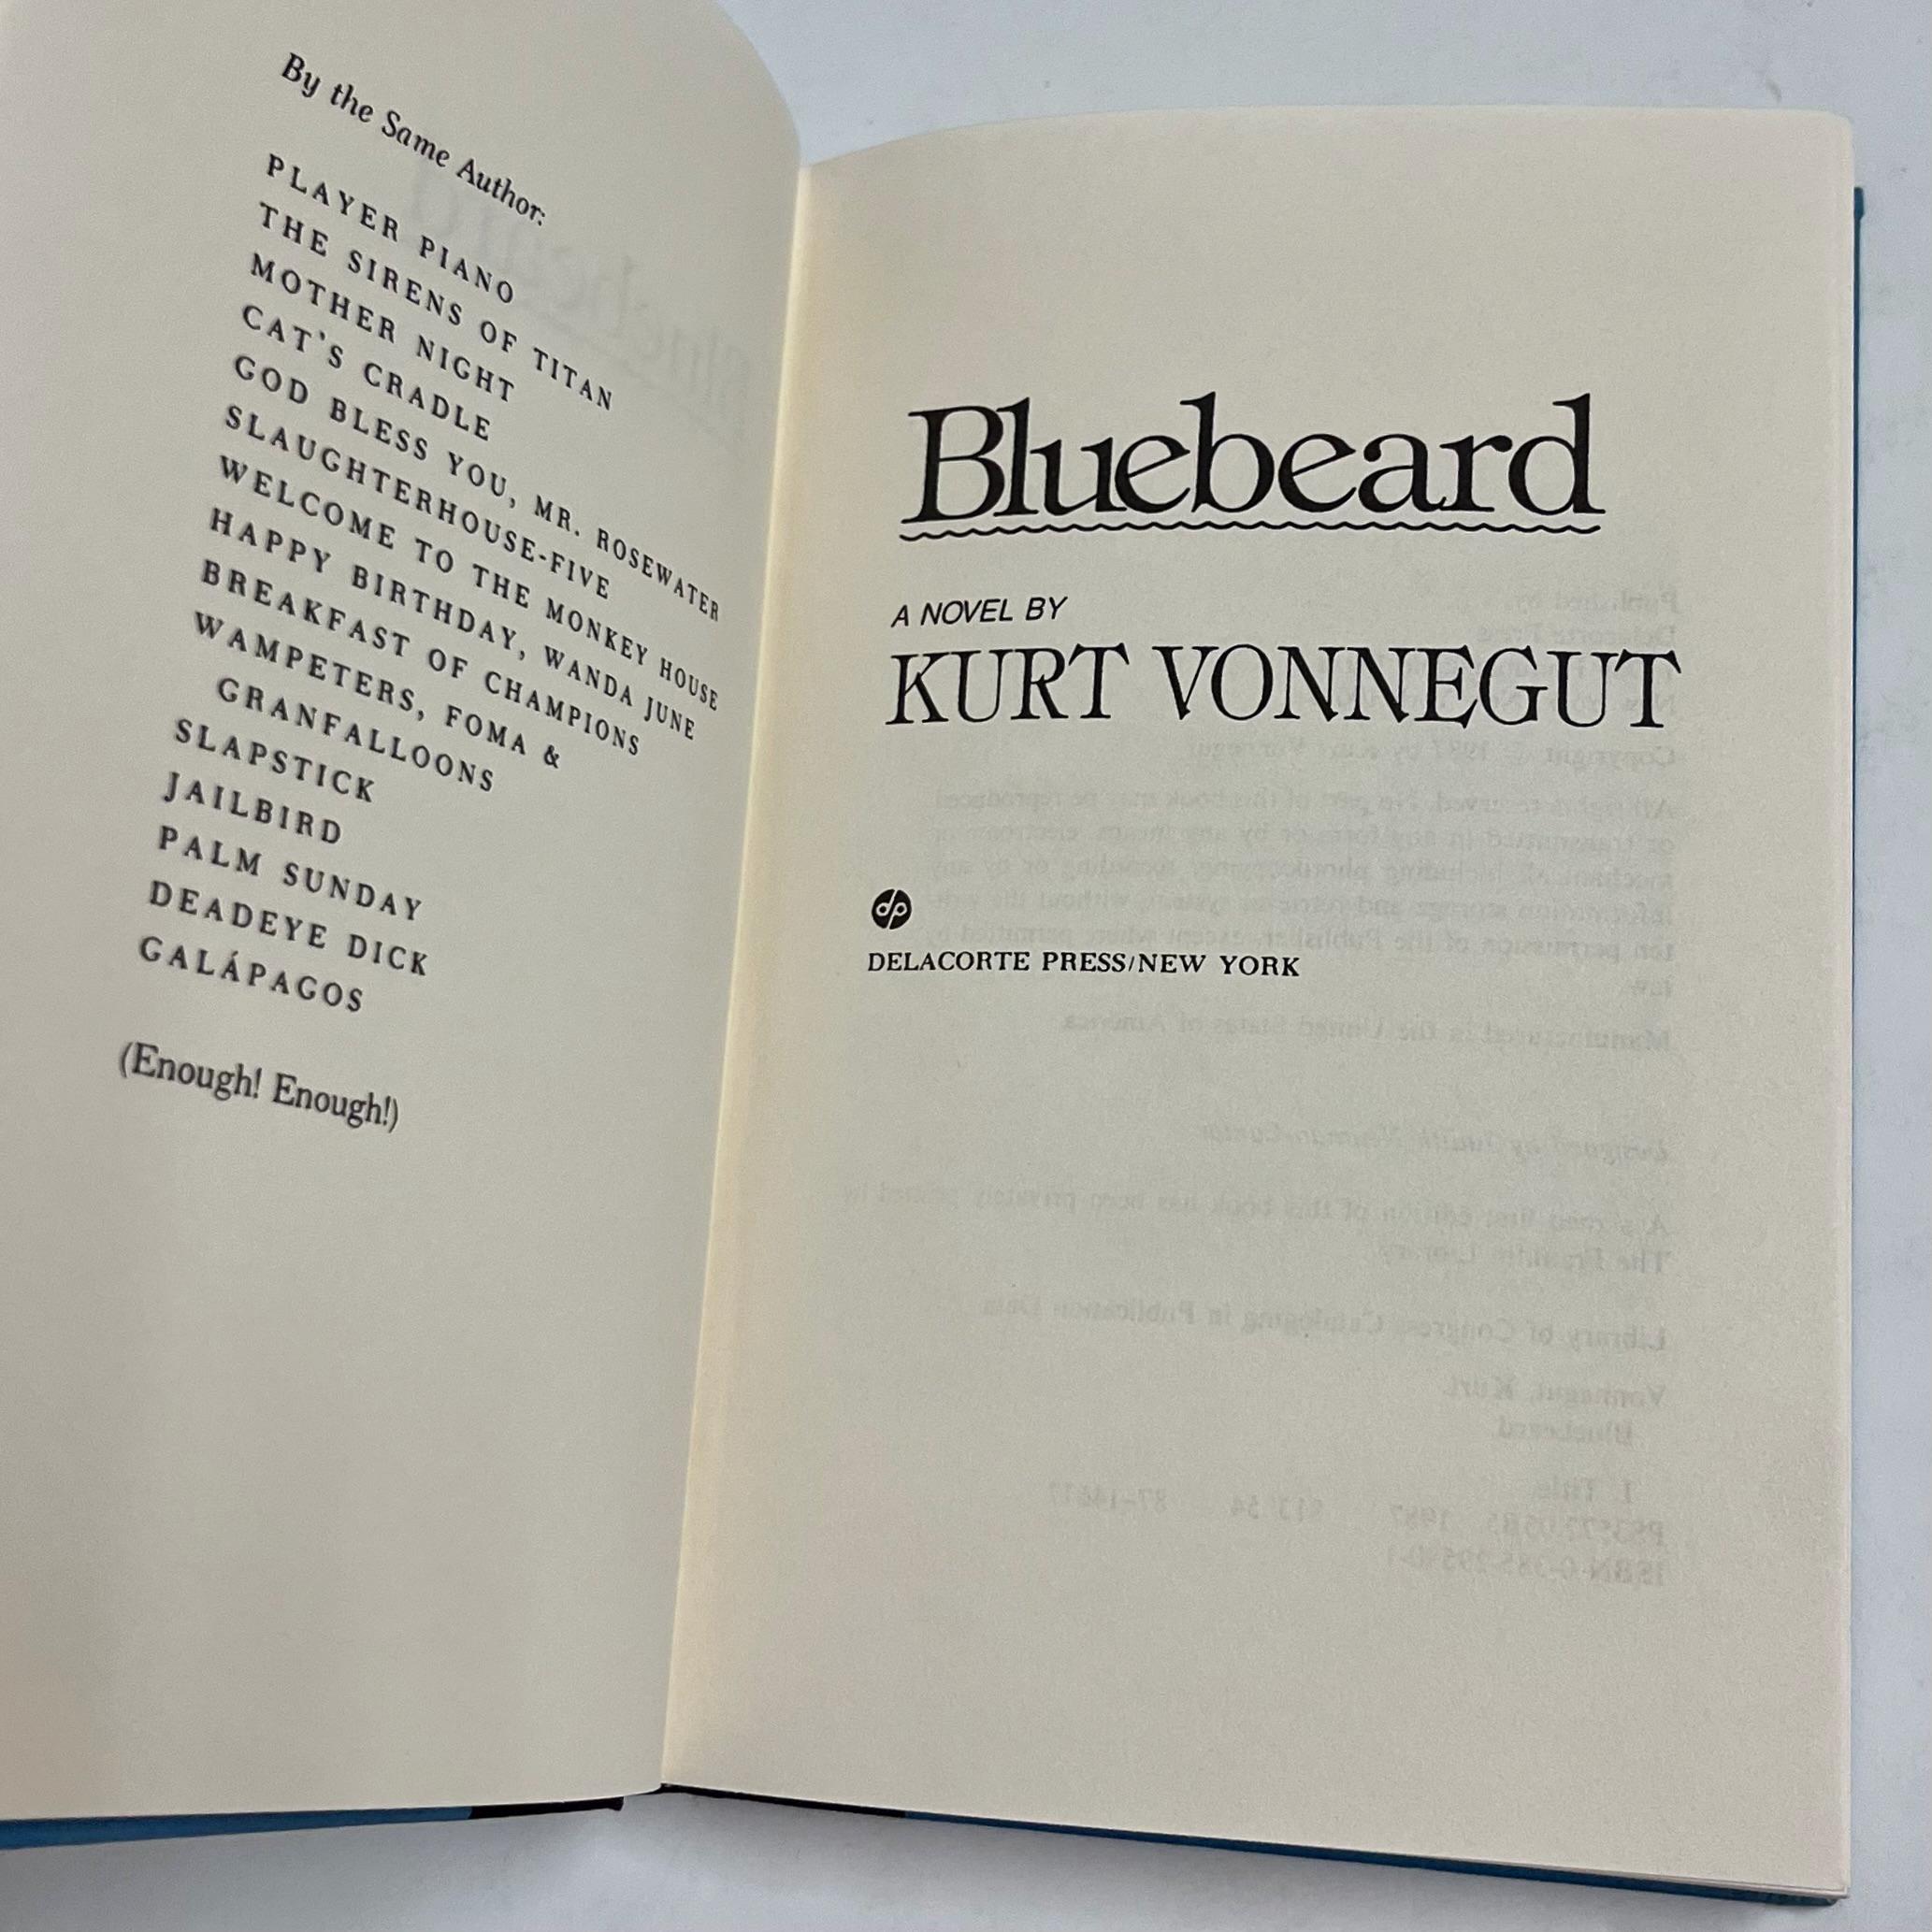 By the Same Author:
PLAYER PIANO
THE SIRENS OF TITAN
MOTHER NIGHT
CAT'S CRADLE
GOD BLESS YOU, MR. ROSEWATER
SLAUGHTERHOUSE-FIVE
WELCOME TO THE MONKEY HOUSE
HAPPY BIRTHDAY, WANDA JUNE
BREAKFAST OF CHAMPIONS
WAMPETERS, FOMA &
GRANFALLOONS
SLAPSTICK
JAILBIRD
PALM SUNDAY
DEADEYE DICK
GALÁPAGOS
(Enough! Enough!)
Bluebeard
A NOVEL BY
KURT VONNEGUT
dp
DELACORTE PRESS/NEW YORK